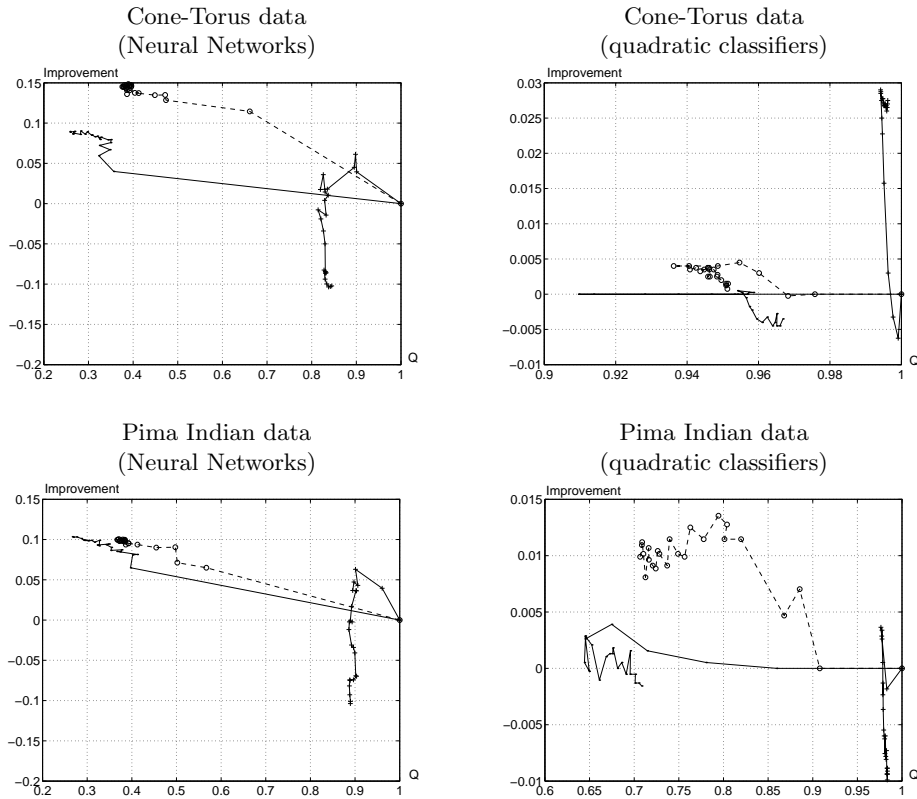 Cone-Torus data
(Neural Networks)
Improvement
0.15
0.1
0.05
0
−0.05
−0.1
−0.15
−0.2
0.2 0.3 0.4 0.5 0.6 0.7 0.8 0.9 1
Q
Cone-Torus data
(quadratic classifiers)
Improvement
0.03
0.025
0.02
0.015
0.01
0.005
0
−0.005
−0.01
0.9 0.92 0.94 0.96 0.98 1
Q
Pima Indian data
(Neural Networks)
Improvement
0.15
0.1
0.05
0
−0.05
−0.1
−0.15
−0.2
0.2 0.3 0.4 0.5 0.6 0.7 0.8 0.9 1
Q
Pima Indian data
(quadratic classifiers)
Improvement
0.015
0.01
0.005
0
−0.005
−0.01
0.6 0.65 0.7 0.75 0.8 0.85 0.9 0.95 1
Q